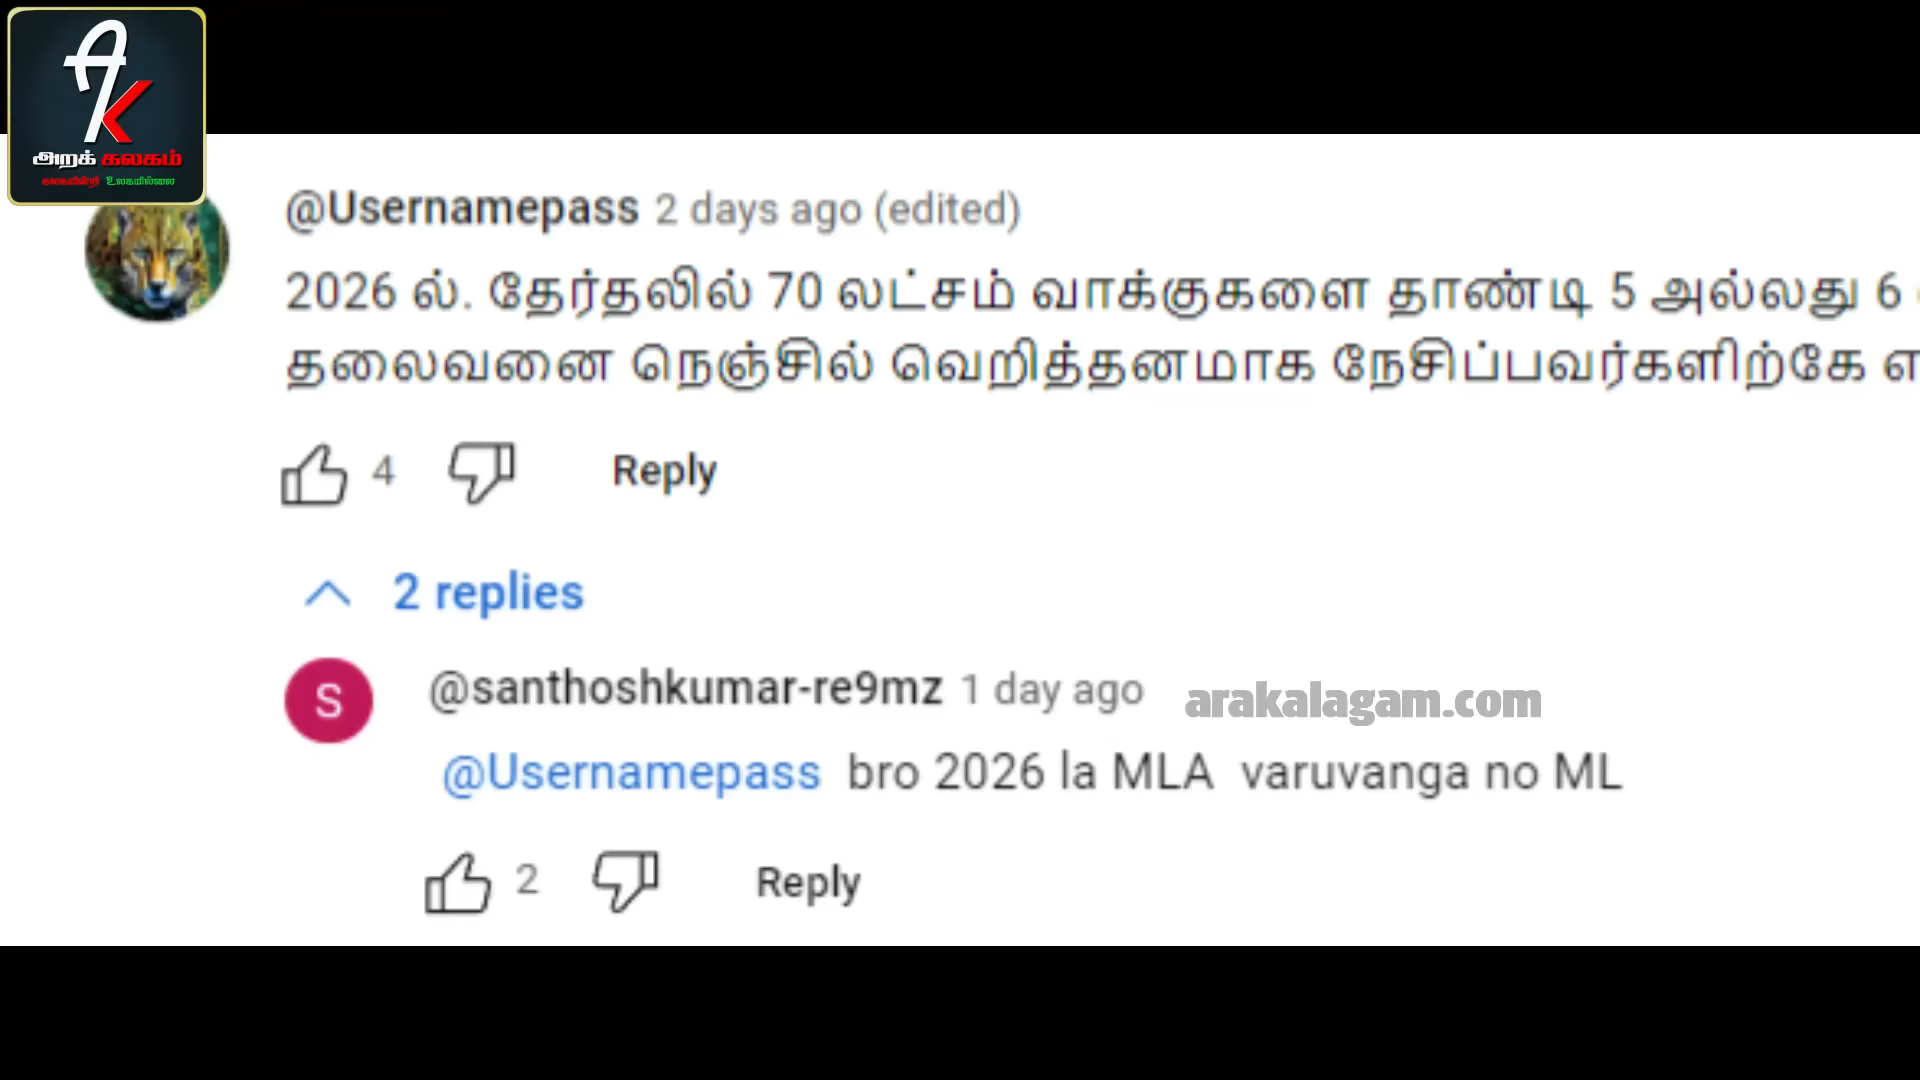 அறக் கலகம்
கலகமின்றி உலகமில்லை
@Usernamepass 2 days ago (edited)
2026 ல். தேர்தலில் 70 லட்சம் வாக்குகளை தாண்டி 5 அல்லது 6
தலைவனை நெஞ்சில் வெறித்தனமாக நேசிப்பவர்களிற்கே
4 Reply
2 replies
S
@santhoshkumar-re9mz 1 day ago
arakalagam.com
@Usernamepass bro 2026 la MLA varuvanga no ML
2 Reply